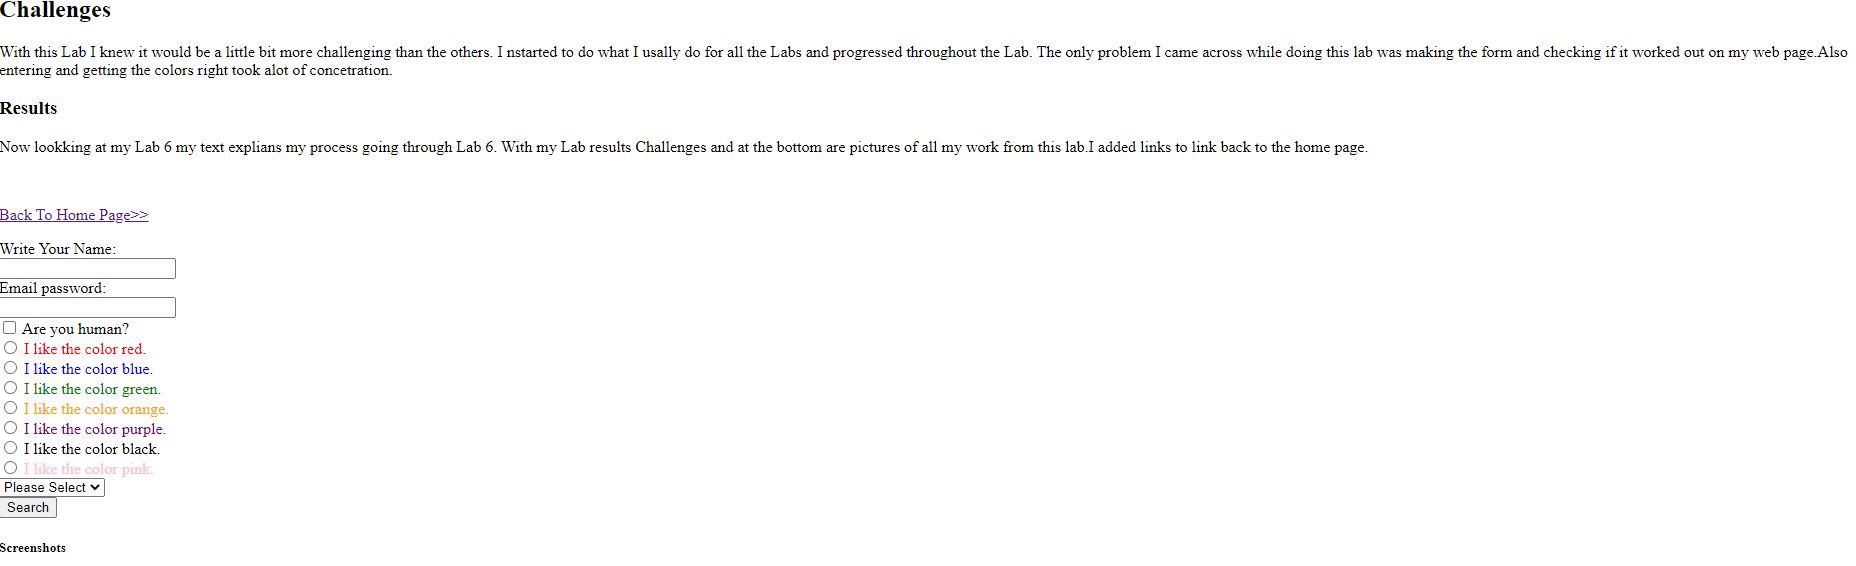 Challenges
With this Lab I knew it would be a little bit more challenging than the others. I nstarted to do what I usally do for all the Labs and progressed throughout the Lab. The only problem I came across while doing this lab was making the form and checking if it worked out on my web page.Also
entering and getting the colors right took alot of concetration.
Results
Now lookking at my Lab 6 my text explians my process going through Lab 6. With my Lab results Challenges and at the bottom are pictures of all my work from this lab.I added links to link back to the home page.
Back To Home Page>>
Write Your Name:
Email password:
Are you human?
I like the color red.
I like the color blue.
I like the color green.
I like the color orange.
I like the color purple.
I like the color black.
I like the color pink.
Please Select
Search
Screenshots